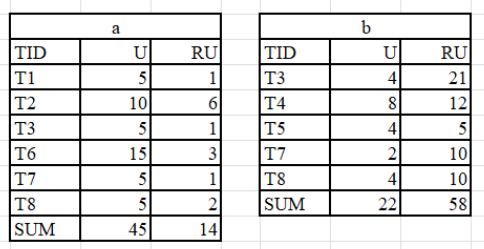 a
TID U RU
T1 5 1
T2 10 6
T3 5 1
T6 15 3
T7 5 1
T8 5 2
SUM 45 14
b
TID U RU
T3 4 21
T4 8 12
T5 4 5
T7 2 10
T8 4 10
SUM 22 58